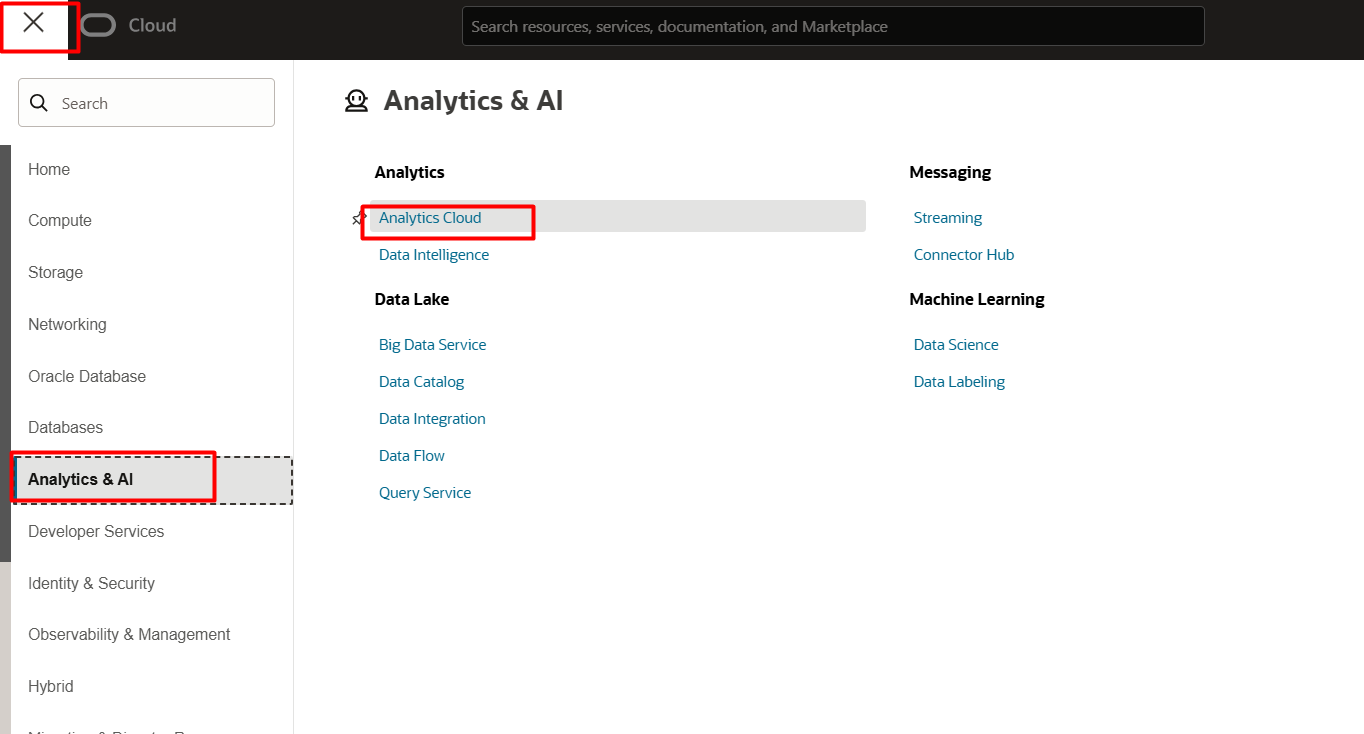 Cloud
Search resources, services, documentation, and Marketplace
Search
Home
Compute
Storage
Networking
Oracle Database
Databases
Analytics & AI
Developer Services
Identity & Security
Observability & Management
Hybrid
Analytics & AI
Analytics
Analytics Cloud
Data Intelligence
Data Lake
Big Data Service
Data Catalog
Data Integration
Data Flow
Query Service
Messaging
Streaming
Connector Hub
Machine Learning
Data Science
Data Labeling